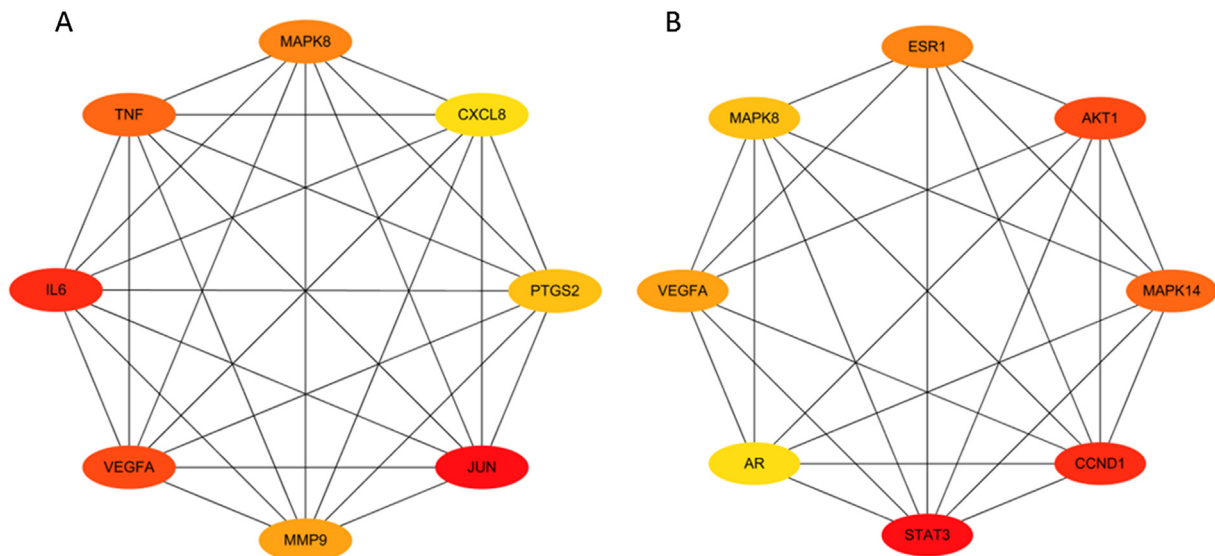 A
MAPK8
TNF
CXCL8
IL6
PTGS2
VEGFA
JUN
MMP9
B
ESR1
MAPK8
AKT1
VEGFA
MAPK14
AR
CCND1
STAT3